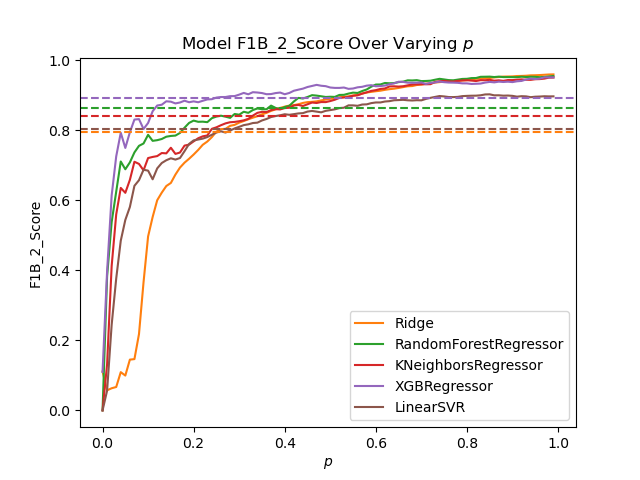 Model F1B_2_Score Over Varying p
1.0
0.8
0.6
0.4
0.2
0.0
F1B_2_Score
0.0 0.2 0.4 0.6 0.8 1.0
p
Ridge
RandomForestRegressor
KNeighborsRegressor
XGBRegressor
LinearSVR